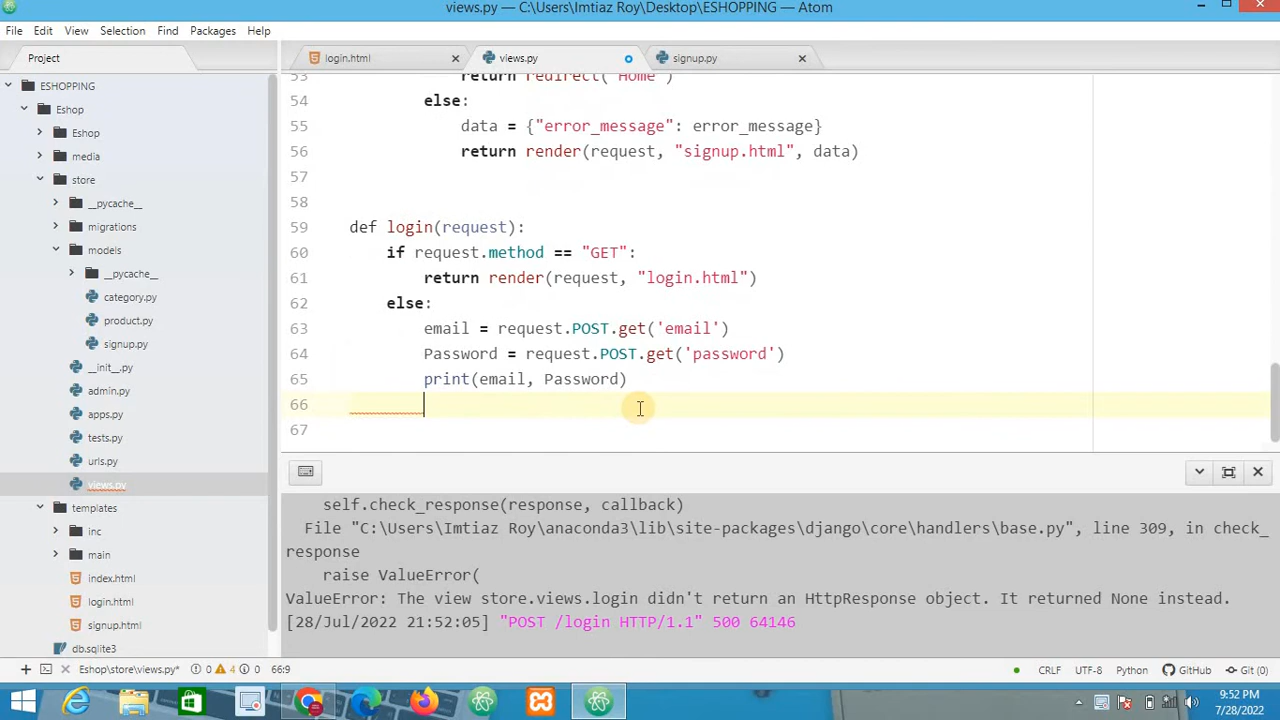 views.py — C:\Users\Imtiaz Roy\Desktop\ESHOPPING — Atom
File Edit View Selection Find Packages Help
Project
login.html
views.py
signup.py
ESHOPPING
Eshop
Eshop
media
store
__pycache__
migrations
models
__pycache__
category.py
product.py
signup.py
__init__.py
admin.py
apps.py
tests.py
urls.py
views.py
templates
inc
main
index.html
login.html
signup.html
db.sqlite3
53 return redirect("Home")
54 else:
55 data = {"error_message": error_message}
56 return render(request, "signup.html", data)
57
58
59 def login(request):
60 if request.method == "GET":
61 return render(request, "login.html")
62 else:
63 email = request.POST.get('email')
64 Password = request.POST.get('password')
65 print(email, Password)
66
67
self.check_response(response, callback)
File "C:\Users\Imtiaz Roy\anaconda3\lib\site-packages\django\core\handlers\base.py", line 309, in check_
response
raise ValueError(
ValueError: The view store.views.login didn't return an HttpResponse object. It returned None instead.
[28/Jul/2022 21:52:05] "POST /login HTTP/1.1" 500 64146
Eshop\store\views.py* 0 4 0 66:9
CRLF UTF-8 Python GitHub Git (0)
9:52 PM
7/28/2022